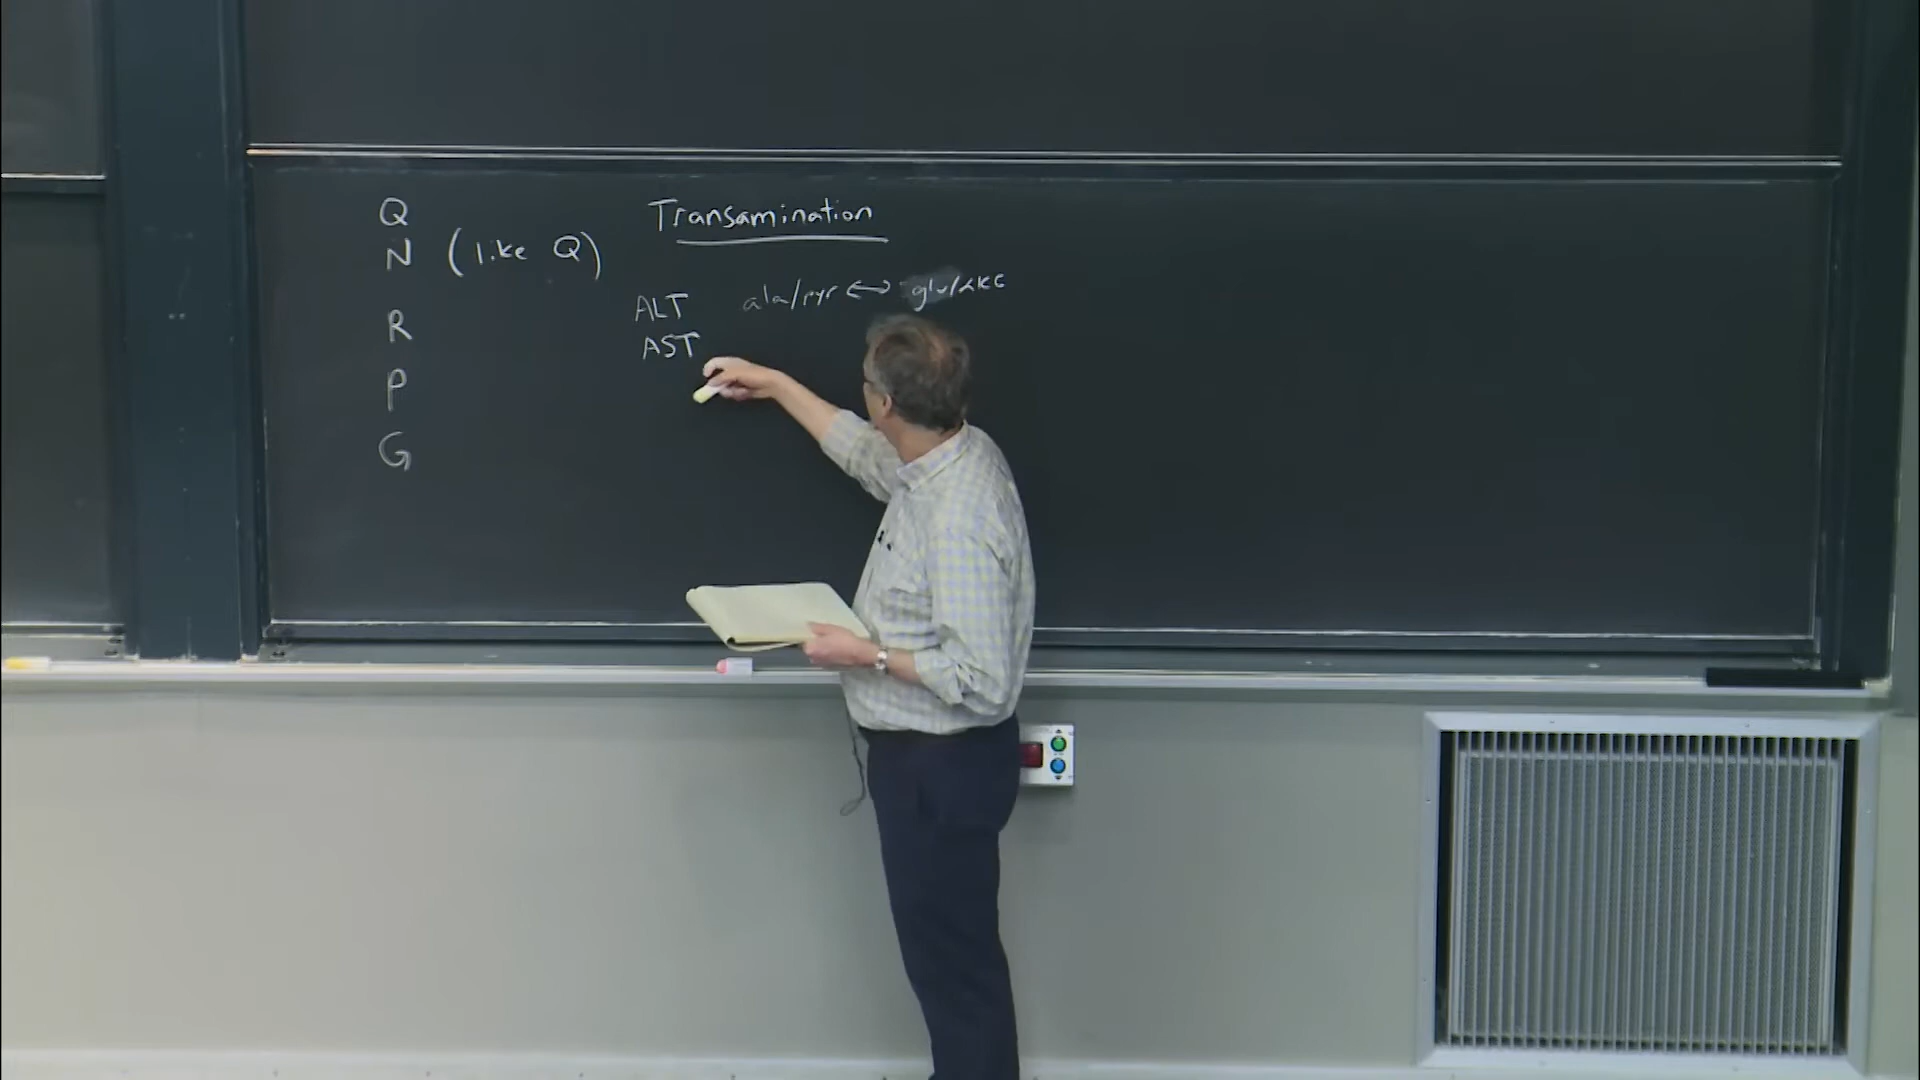 Q
N (like Q)
R
P
G
Transamination
ALT ala/pyr ↔ glu/αKG
AST